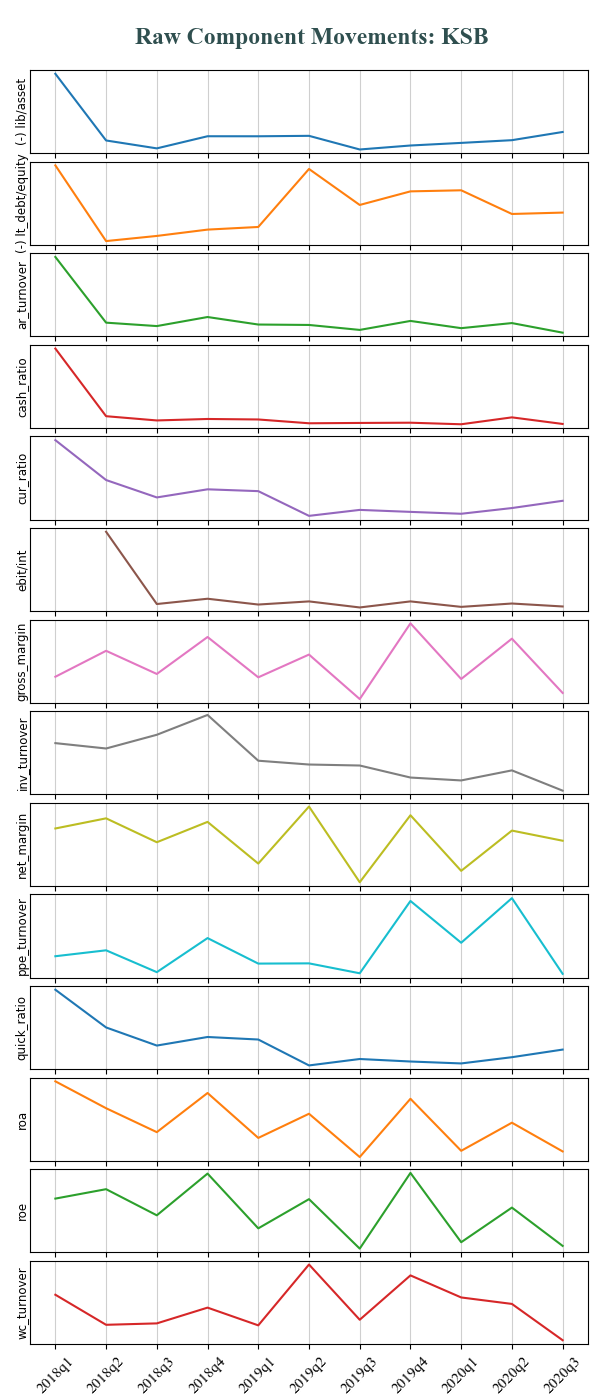 Raw Component Movements: KSB
(-) lib/asset
(-) lt_debt/equity
ar_turnover
cash_ratio
cur_ratio
ebit/int
gross_margin
inv_turnover
net_margin
ppe_turnover
quick_ratio
roa
roe
wc_turnover
2018q1
2018q2
2018q3
2018q4
2019q1
2019q2
2019q3
2019q4
2020q1
2020q2
2020q3